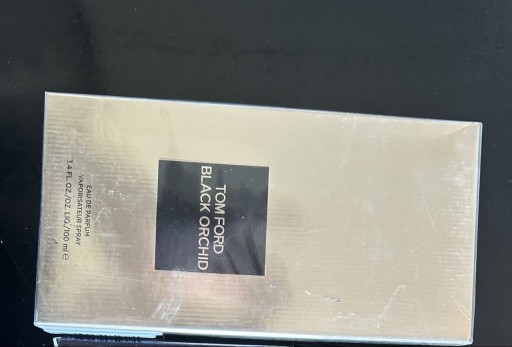 TOM FORD
BLACK ORCHID
EAU DE PARFUM
VAPORISATEUR SPRAY
3.4 FL.OZ./OZ. LIQ./100 ml ℮